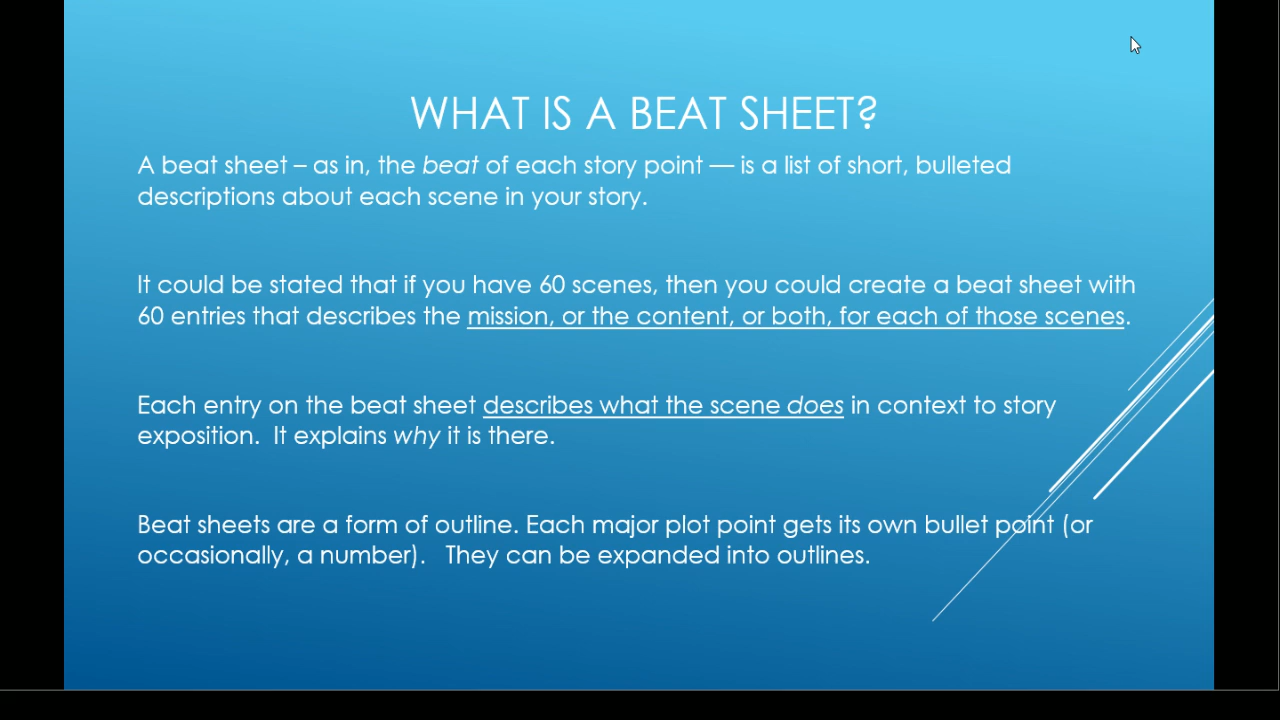 WHAT IS A BEAT SHEET?
A beat sheet – as in, the beat of each story point — is a list of short, bulleted
descriptions about each scene in your story.
It could be stated that if you have 60 scenes, then you could create a beat sheet with
60 entries that describes the mission, or the content, or both, for each of those scenes.
Each entry on the beat sheet describes what the scene does in context to story
exposition.  It explains why it is there.
Beat sheets are a form of outline. Each major plot point gets its own bullet point (or
occasionally, a number).   They can be expanded into outlines.